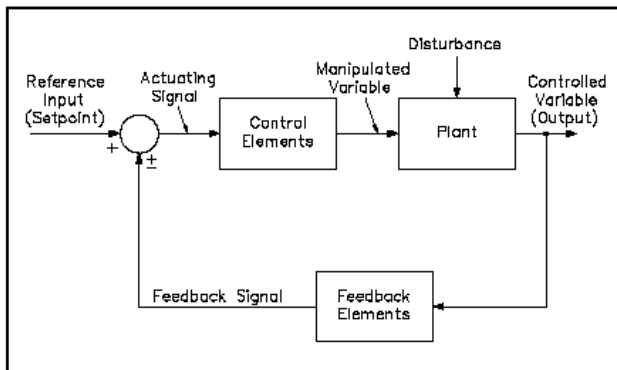 Disturbance
Reference
Input
(Setpoint)
Actuating
Signal
Manipulated
Variable
Controlled
Variable
(Output)
Control
Elements
Plant
+
±
Feedback Signal
Feedback
Elements